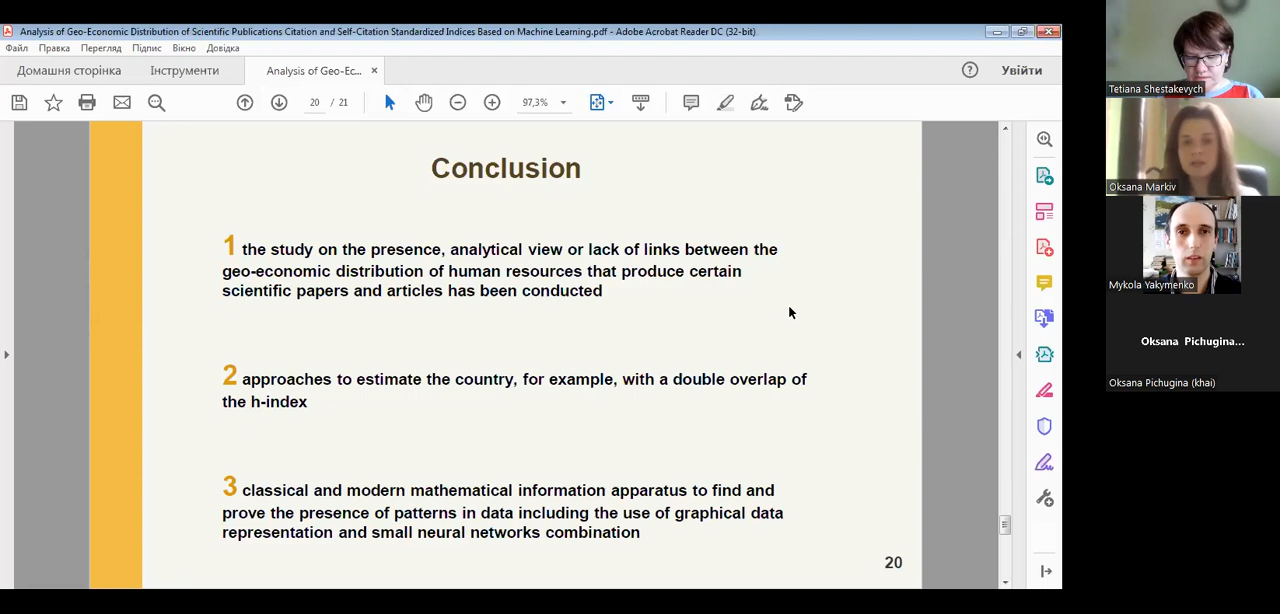 Analysis of Geo-Economic Distribution of Scientific Publications Citation and Self-Citation Standardized Indices Based on Machine Learning.pdf - Adobe Acrobat Reader DC (32-bit)
Файл Правка Перегляд Підпис Вікно Довідка
Домашня сторінка Інструменти Analysis of Geo-Ec... × Увійти
20 / 21 97,3%
Conclusion
1 the study on the presence, analytical view or lack of links between the
geo-economic distribution of human resources that produce certain
scientific papers and articles has been conducted
2 approaches to estimate the country, for example, with a double overlap of
the h-index
3 classical and modern mathematical information apparatus to find and
prove the presence of patterns in data including the use of graphical data
representation and small neural networks combination
20
Tetiana Shestakevych
Oksana Markiv
Mykola Yakymenko
Oksana Pichugina...
Oksana Pichugina (khai)